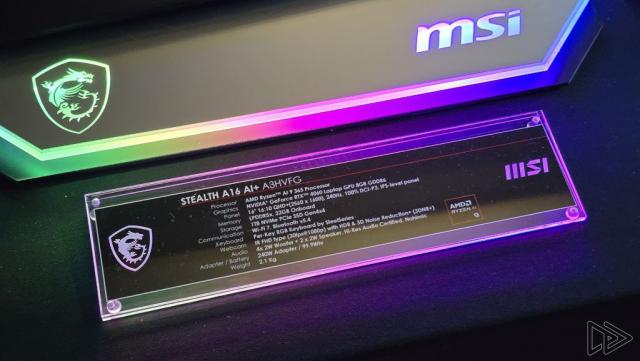 msi
STEALTH A16 AI+ A3HVFG
msi
Processor AMD Ryzen™ AI 9 365 Processor
Graphics NVIDIA® GeForce RTX™ 4060 Laptop GPU 8GB GDDR6
Panel 16" 16:10 QHD+(2560 x 1600), 240Hz, 100% DCI-P3, IPS-level panel
Memory LPDDR5X, 32GB Onboard
Storage 1TB NVMe PCIe SSD Gen4x4
Communication Wi-Fi 7, Bluetooth v5.4
Keyboard Per-Key RGB Keyboard by SteelSeries
Webcam IR FHD type (30fps@1080p) with HDR & 3D Noise Reduction+ (3DNR+)
Audio 4x 2W Woofer + 2 x 2W Speaker, Hi-Res Audio Certified, Nahimic
Adapter / Battery 240W Adapter / 99.9Whr
Weight 2.1 Kg
AMD
RYZEN AI
9